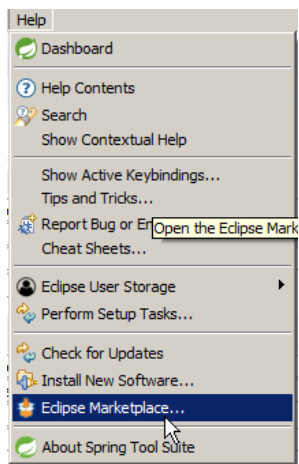 Help
Dashboard
Help Contents
Search
Show Contextual Help
Show Active Keybindings...
Tips and Tricks...
Report Bug or En
Open the Eclipse Mark
Cheat Sheets...
Eclipse User Storage
Perform Setup Tasks...
Check for Updates
Install New Software...
Eclipse Marketplace...
About Spring Tool Suite